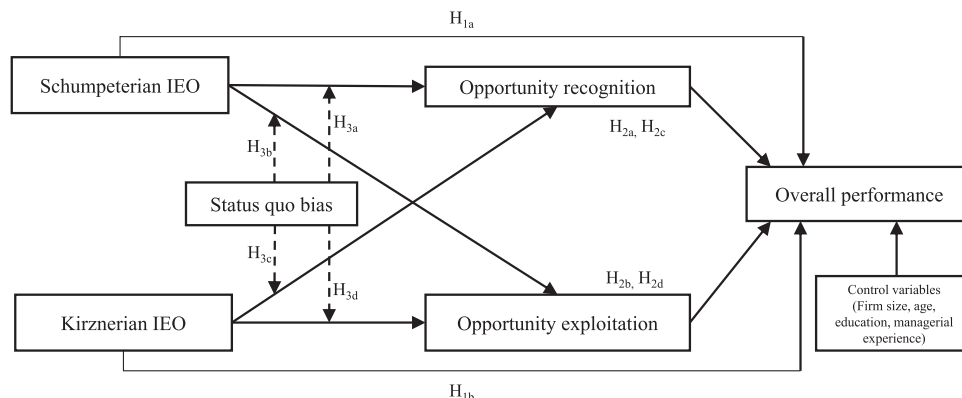 H1a
Schumpeterian IEO
Opportunity recognition
H3a
H2a, H2c
H3b
Status quo bias
Overall performance
H3c
H2b, H2d
H3d
Kirznerian IEO
Opportunity exploitation
Control variables
(Firm size, age,
education, managerial
experience)
H1b